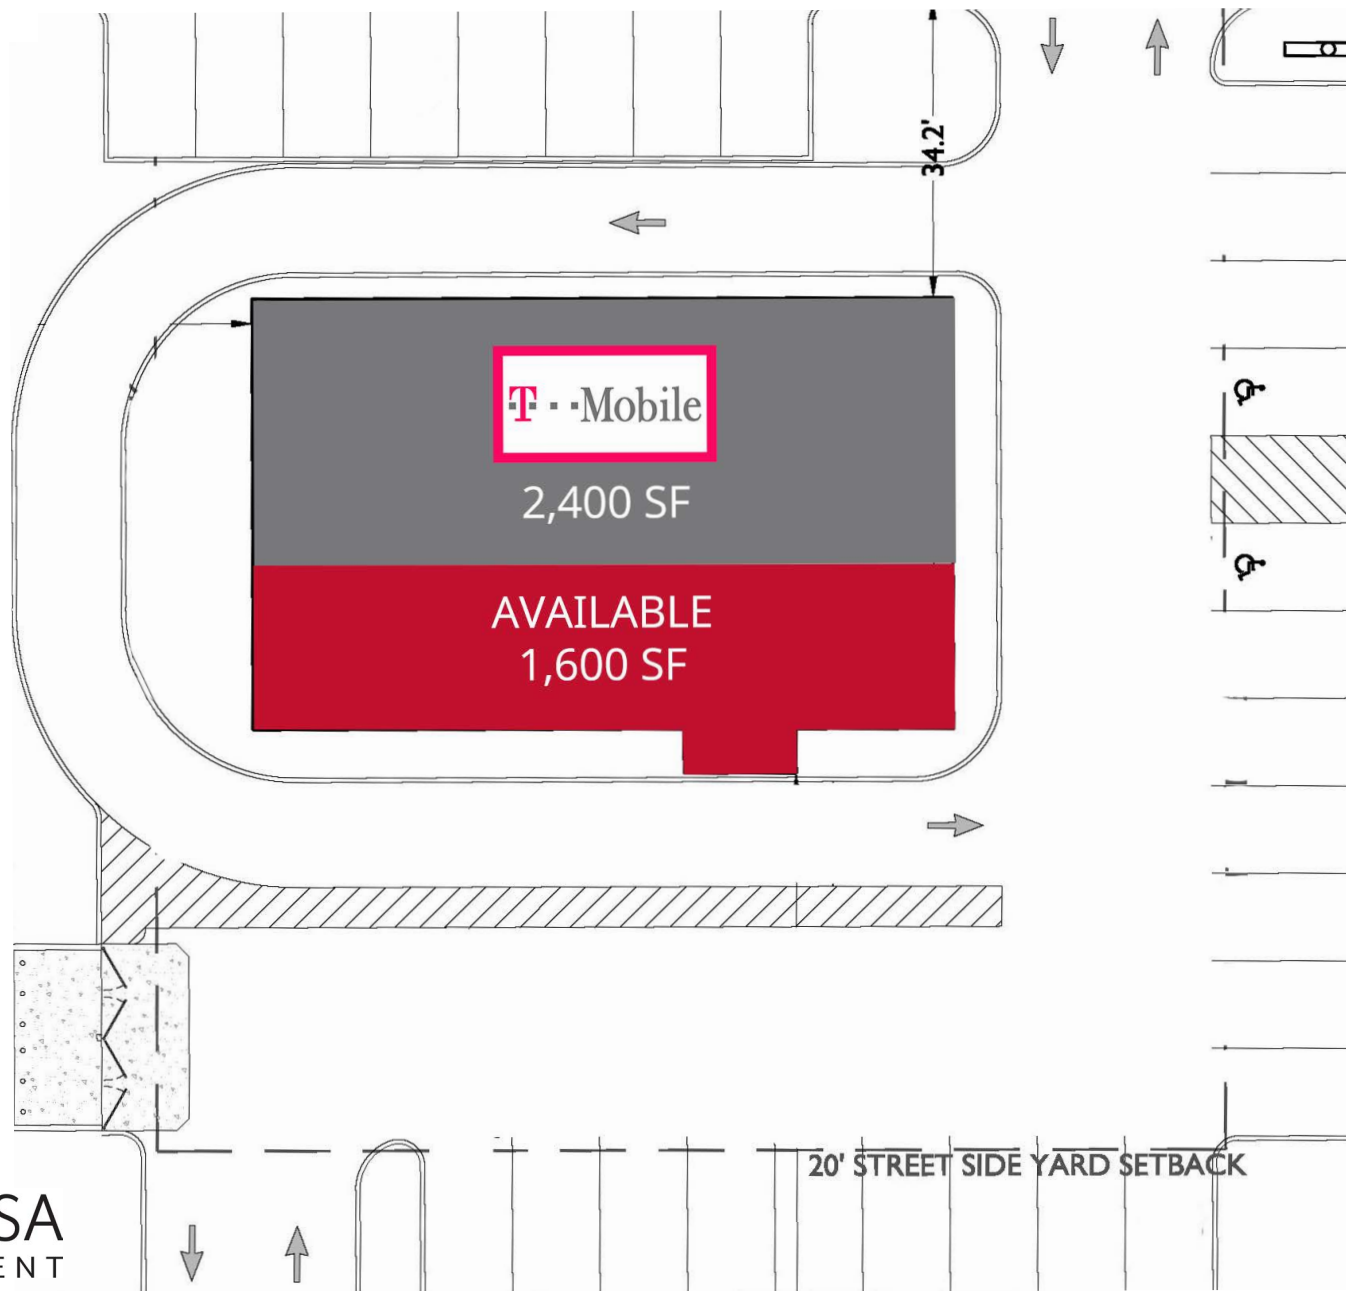 34.2'
T··Mobile
2,400 SF
AVAILABLE
1,600 SF
20' STREET SIDE YARD SETBACK
SA
ENT